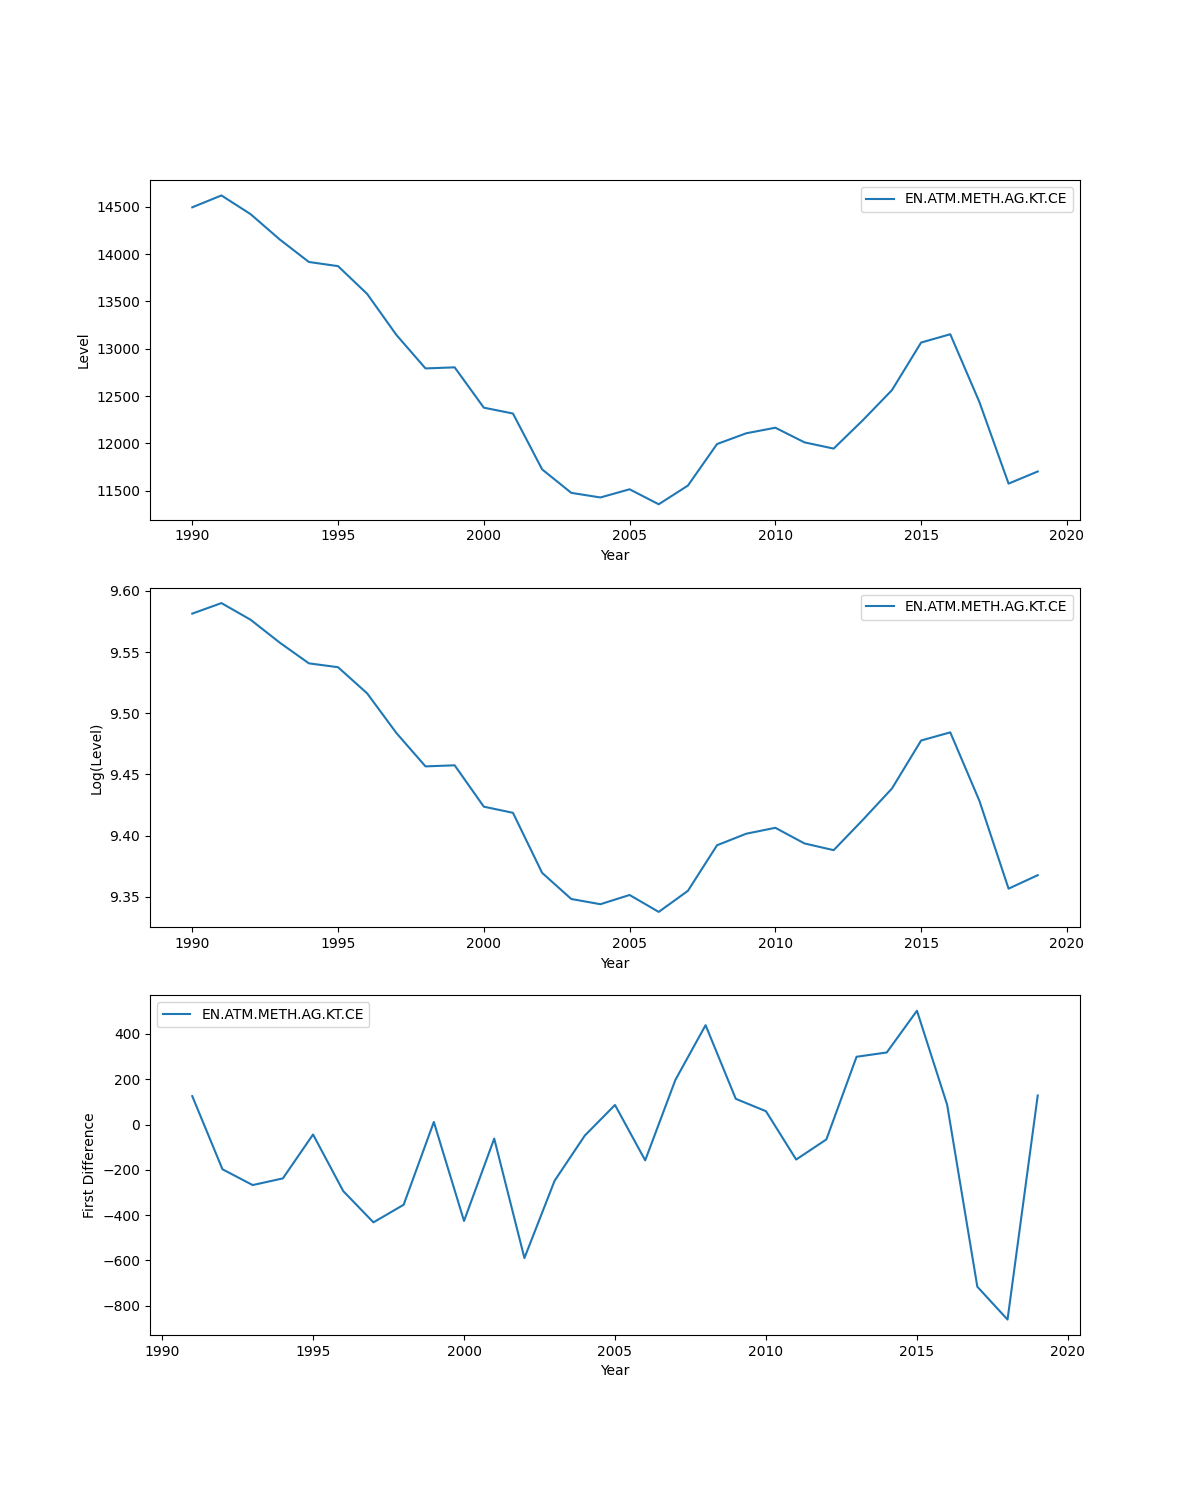 EN.ATM.METH.AG.KT.CE
14500
14000
13500
13000
12500
12000
11500
Level
1990 1995 2000 2005 2010 2015 2020
Year
EN.ATM.METH.AG.KT.CE
9.60
9.55
9.50
9.45
9.40
9.35
Log(Level)
1990 1995 2000 2005 2010 2015 2020
Year
EN.ATM.METH.AG.KT.CE
400
200
0
−200
−400
−600
−800
First Difference
1990 1995 2000 2005 2010 2015 2020
Year